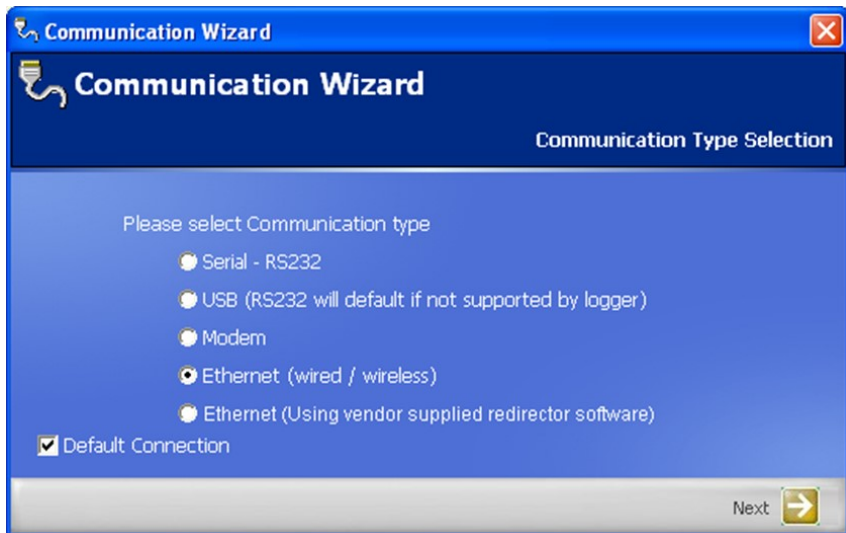 Communication Wizard
Communication Wizard
Communication Type Selection
Please select Communication type
Serial - RS232
USB (RS232 will default if not supported by logger)
Modem
Ethernet (wired / wireless)
Ethernet (Using vendor supplied redirector software)
Default Connection
Next